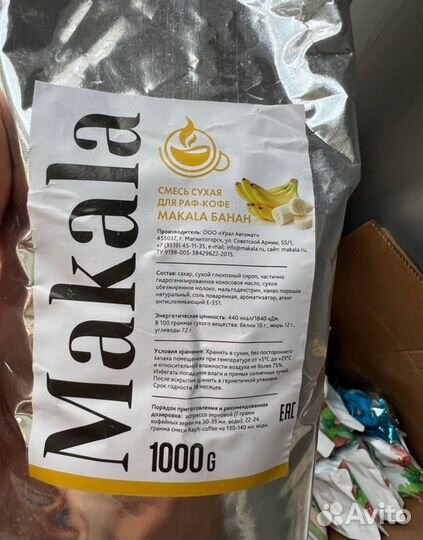 Makala
СМЕСЬ СУХАЯ
ДЛЯ РАФ-КОФЕ
MAKALA БАНАН
Производитель: ООО «Урал Автомат»
455037, г. Магнитогорск, ул. Советской Армии, 51/1,
+7 (3519) 45-11-35, e-mail: info@makala.ru, сайт: makala.ru.
ТУ 9198-005-38429622-2015.
Состав: сахар, сухой глюкозный сироп, частично
гидрогенизированное кокосовое масло, сухое
обезжиренное молоко, мальтодекстрин, какао порошок
натуральный, соль поваренная, ароматизатор, агент
антислеживающий Е-551.
Энергетическая ценность: 440 ккал/1840 кДж.
В 100 граммах сухого вещества: белки 10 г, жиры 12 г,
углеводы 72 г.
Условия хранения: Хранить в сухих, без постороннего
запаха помещениях при температуре от +5°С до +25°С
и относительной влажности воздуха не более 75%.
Избегать попадания влаги и прямых солнечных лучей.
После вскрытия хранить в герметичной упаковке.
Срок годности 18 месяцев.
Порядок приготовления и рекомендованная
дозировка: эспрессо зерновой (7 грамм
кофейных зерен на 30-35 мл. воды), 22-24
грамма смеси Raph-coffee на 130-140 мл. воды.
EAC
1000 G
Avito